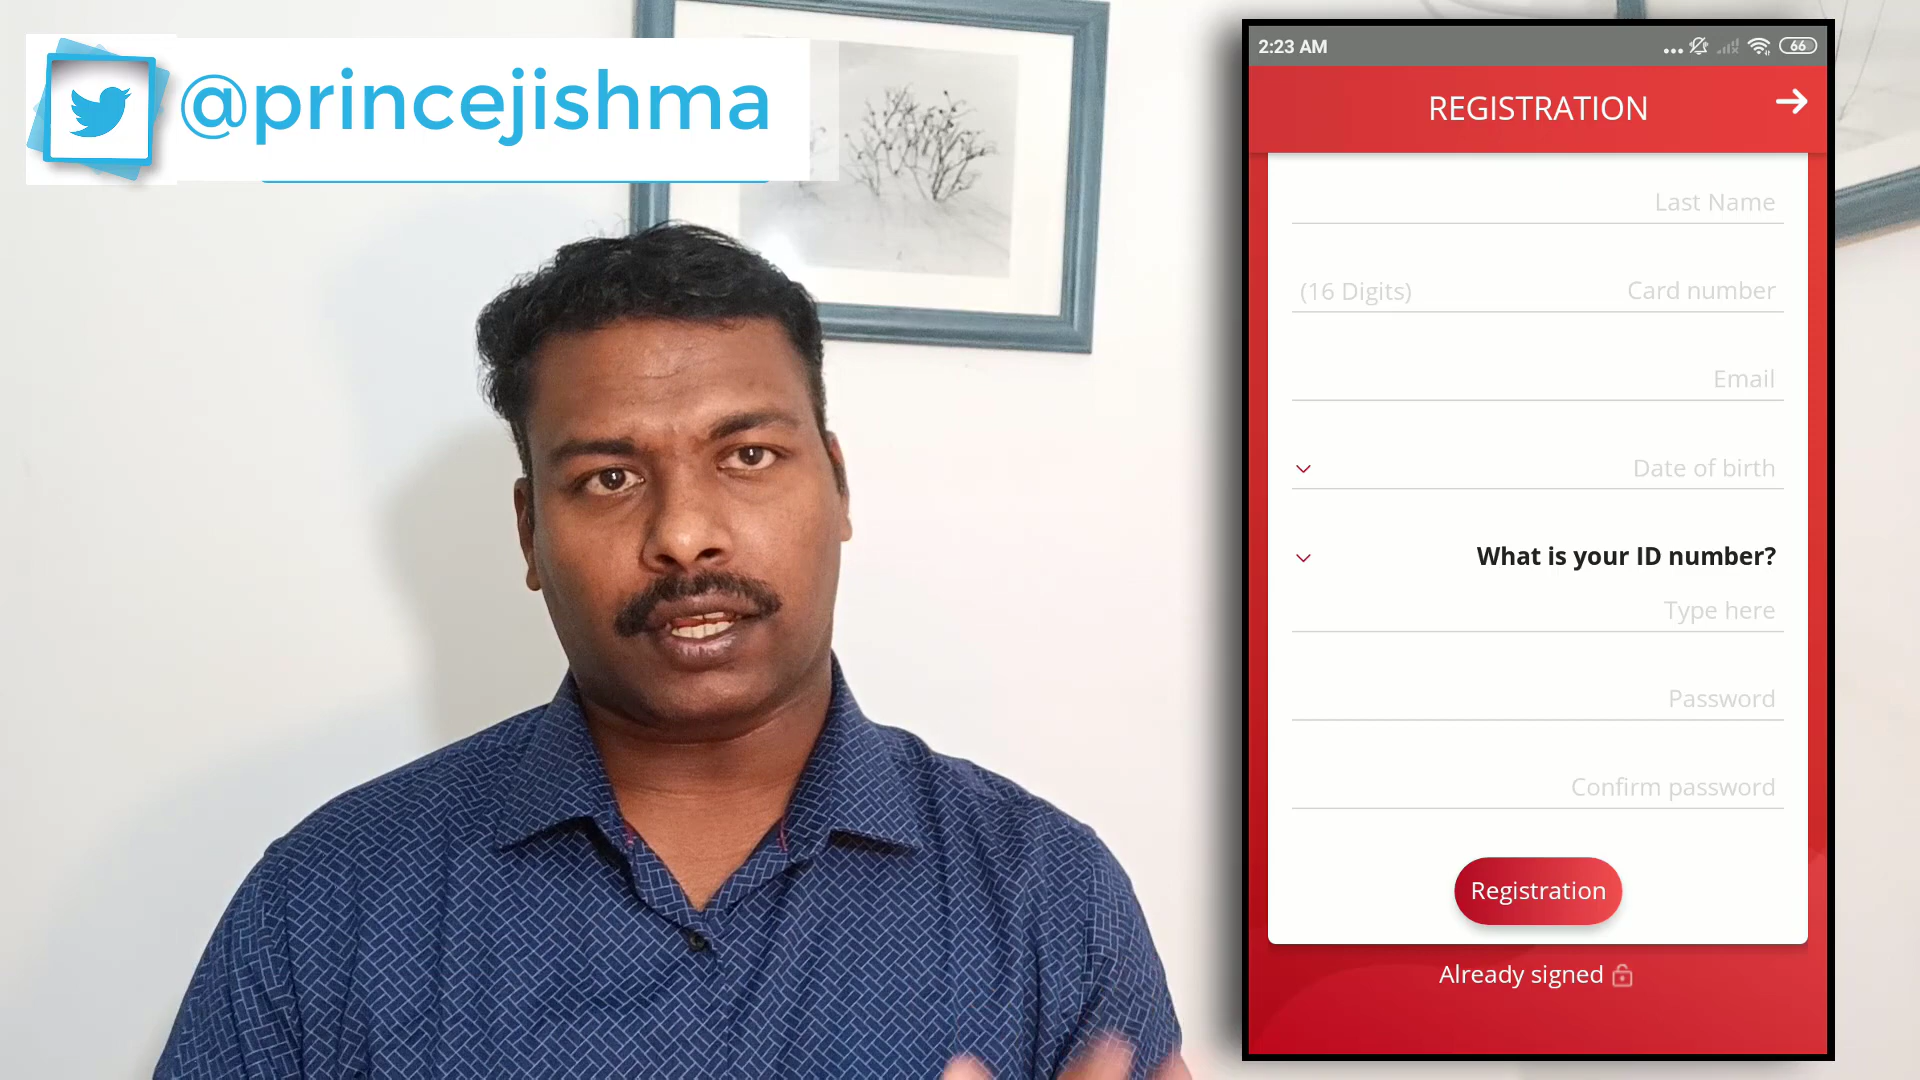 @princejishma
2:23 AM
66
REGISTRATION
Last Name
(16 Digits) Card number
Email
Date of birth
What is your ID number?
Type here
Password
Confirm password
Registration
Already signed